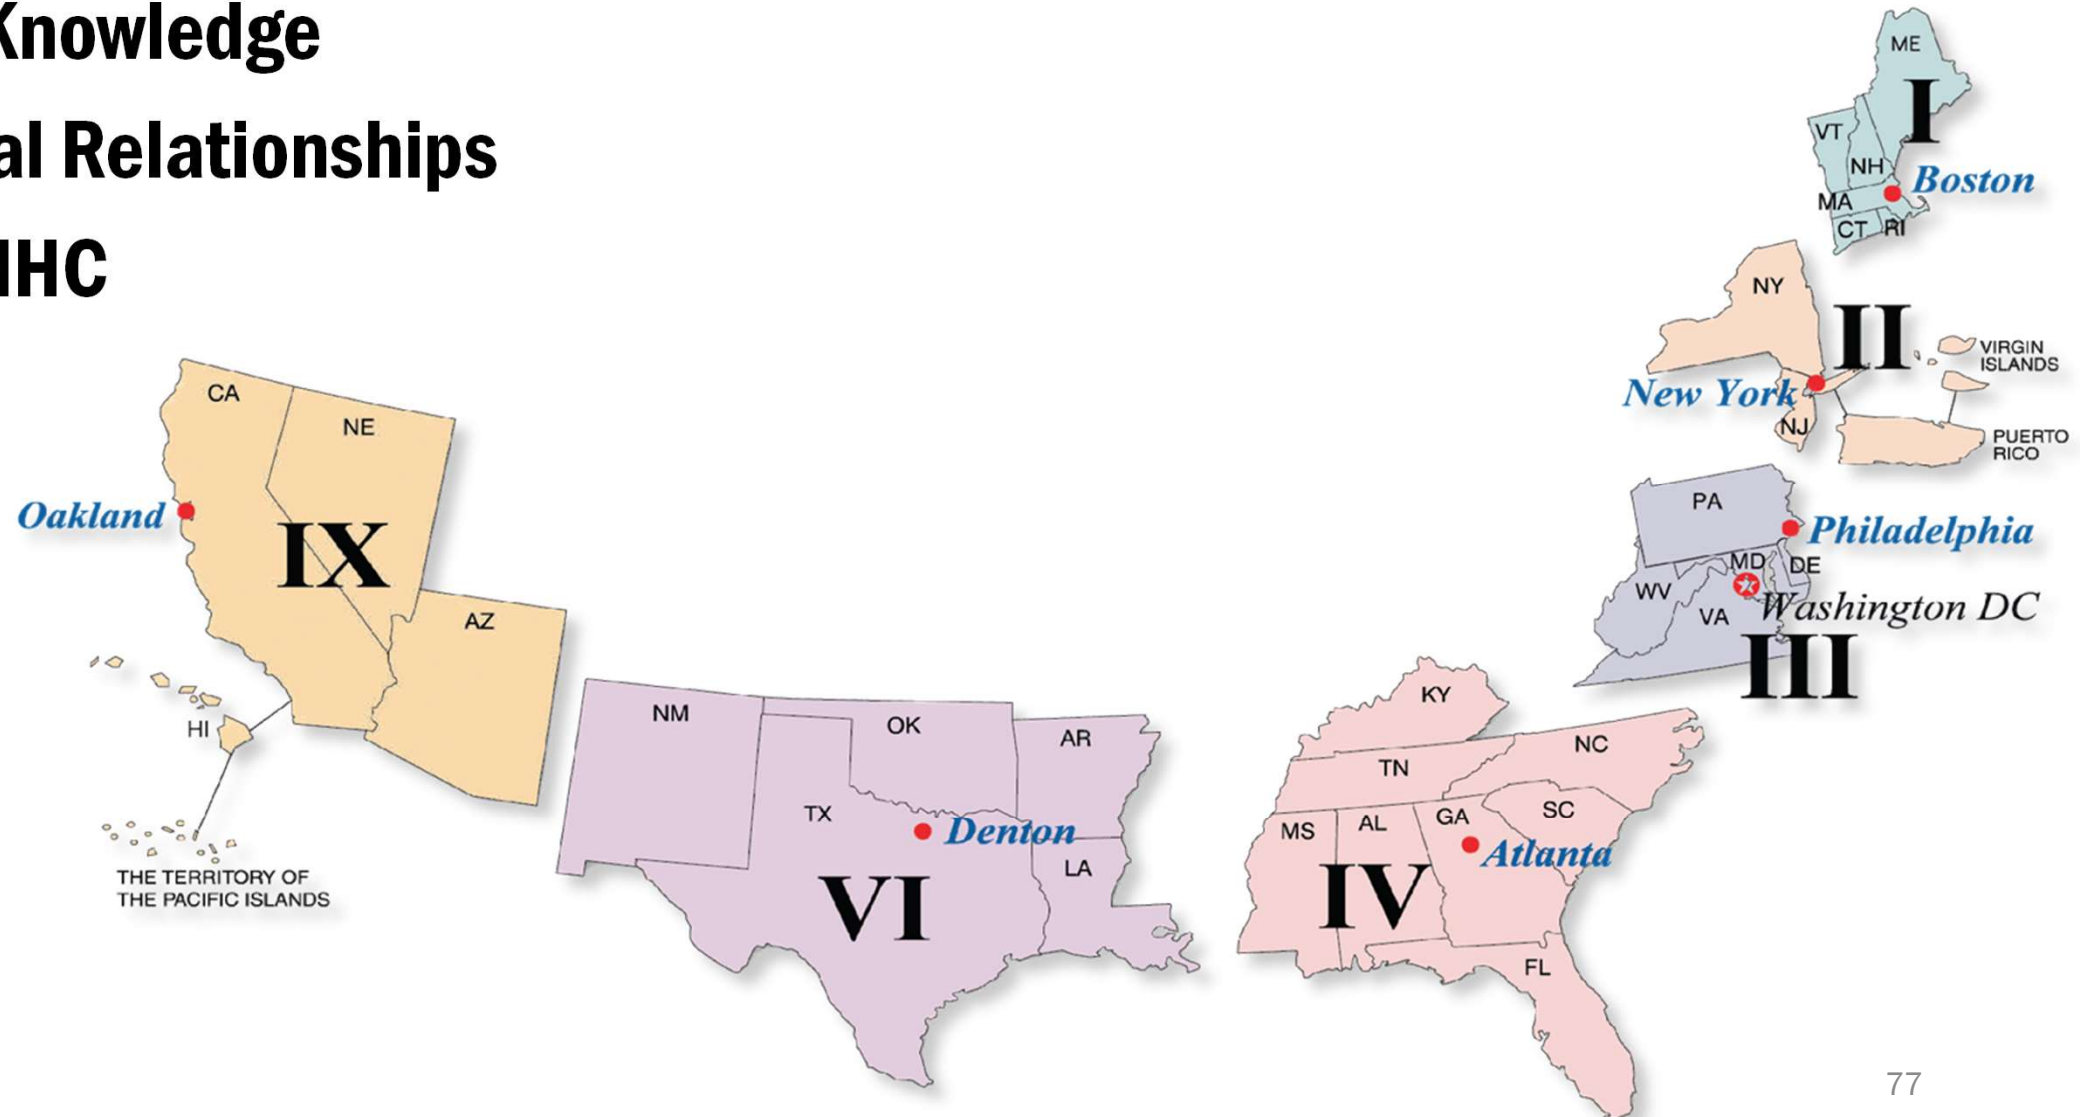 Knowledge
al Relationships
IHC
ME
I
VT
NH
Boston
MA
CT RI
NY
II
VIRGIN
ISLANDS
New York
NJ
PUERTO
RICO
CA
NE
Oakland
IX
AZ
HI
THE TERRITORY OF
THE PACIFIC ISLANDS
PA
Philadelphia
MD
DE
WV
VA
Washington DC
III
NM
OK
AR
TX
Denton
LA
VI
KY
NC
TN
SC
MS
AL
GA
Atlanta
IV
FL
77